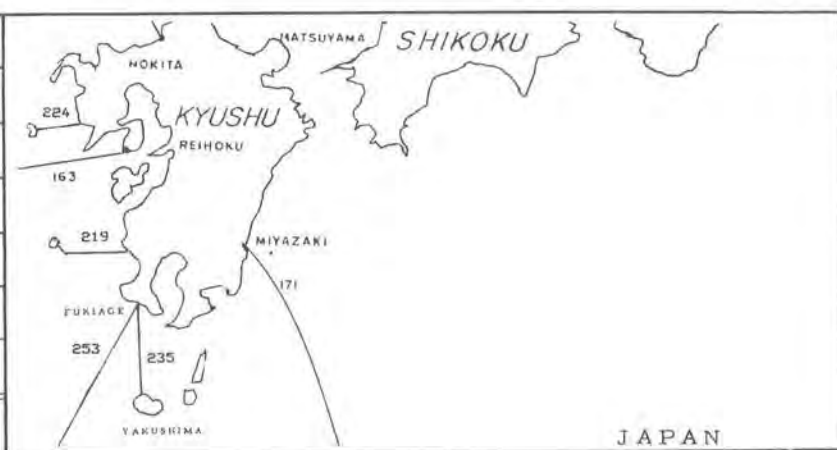 MATSUYAMA
SHIKOKU
NOKITA
224
KYUSHU
REIHOKU
163
219
MIYAZAKI
171
FUKIAGE
253
235
YAKUSHIMA
JAPAN